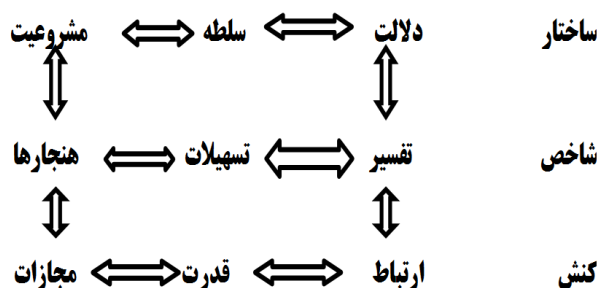 ساختار دلالت سلطه مشروعیت
شاخص تفسیر تسهیلات هنجارها
کنش ارتباط قدرت مجازات